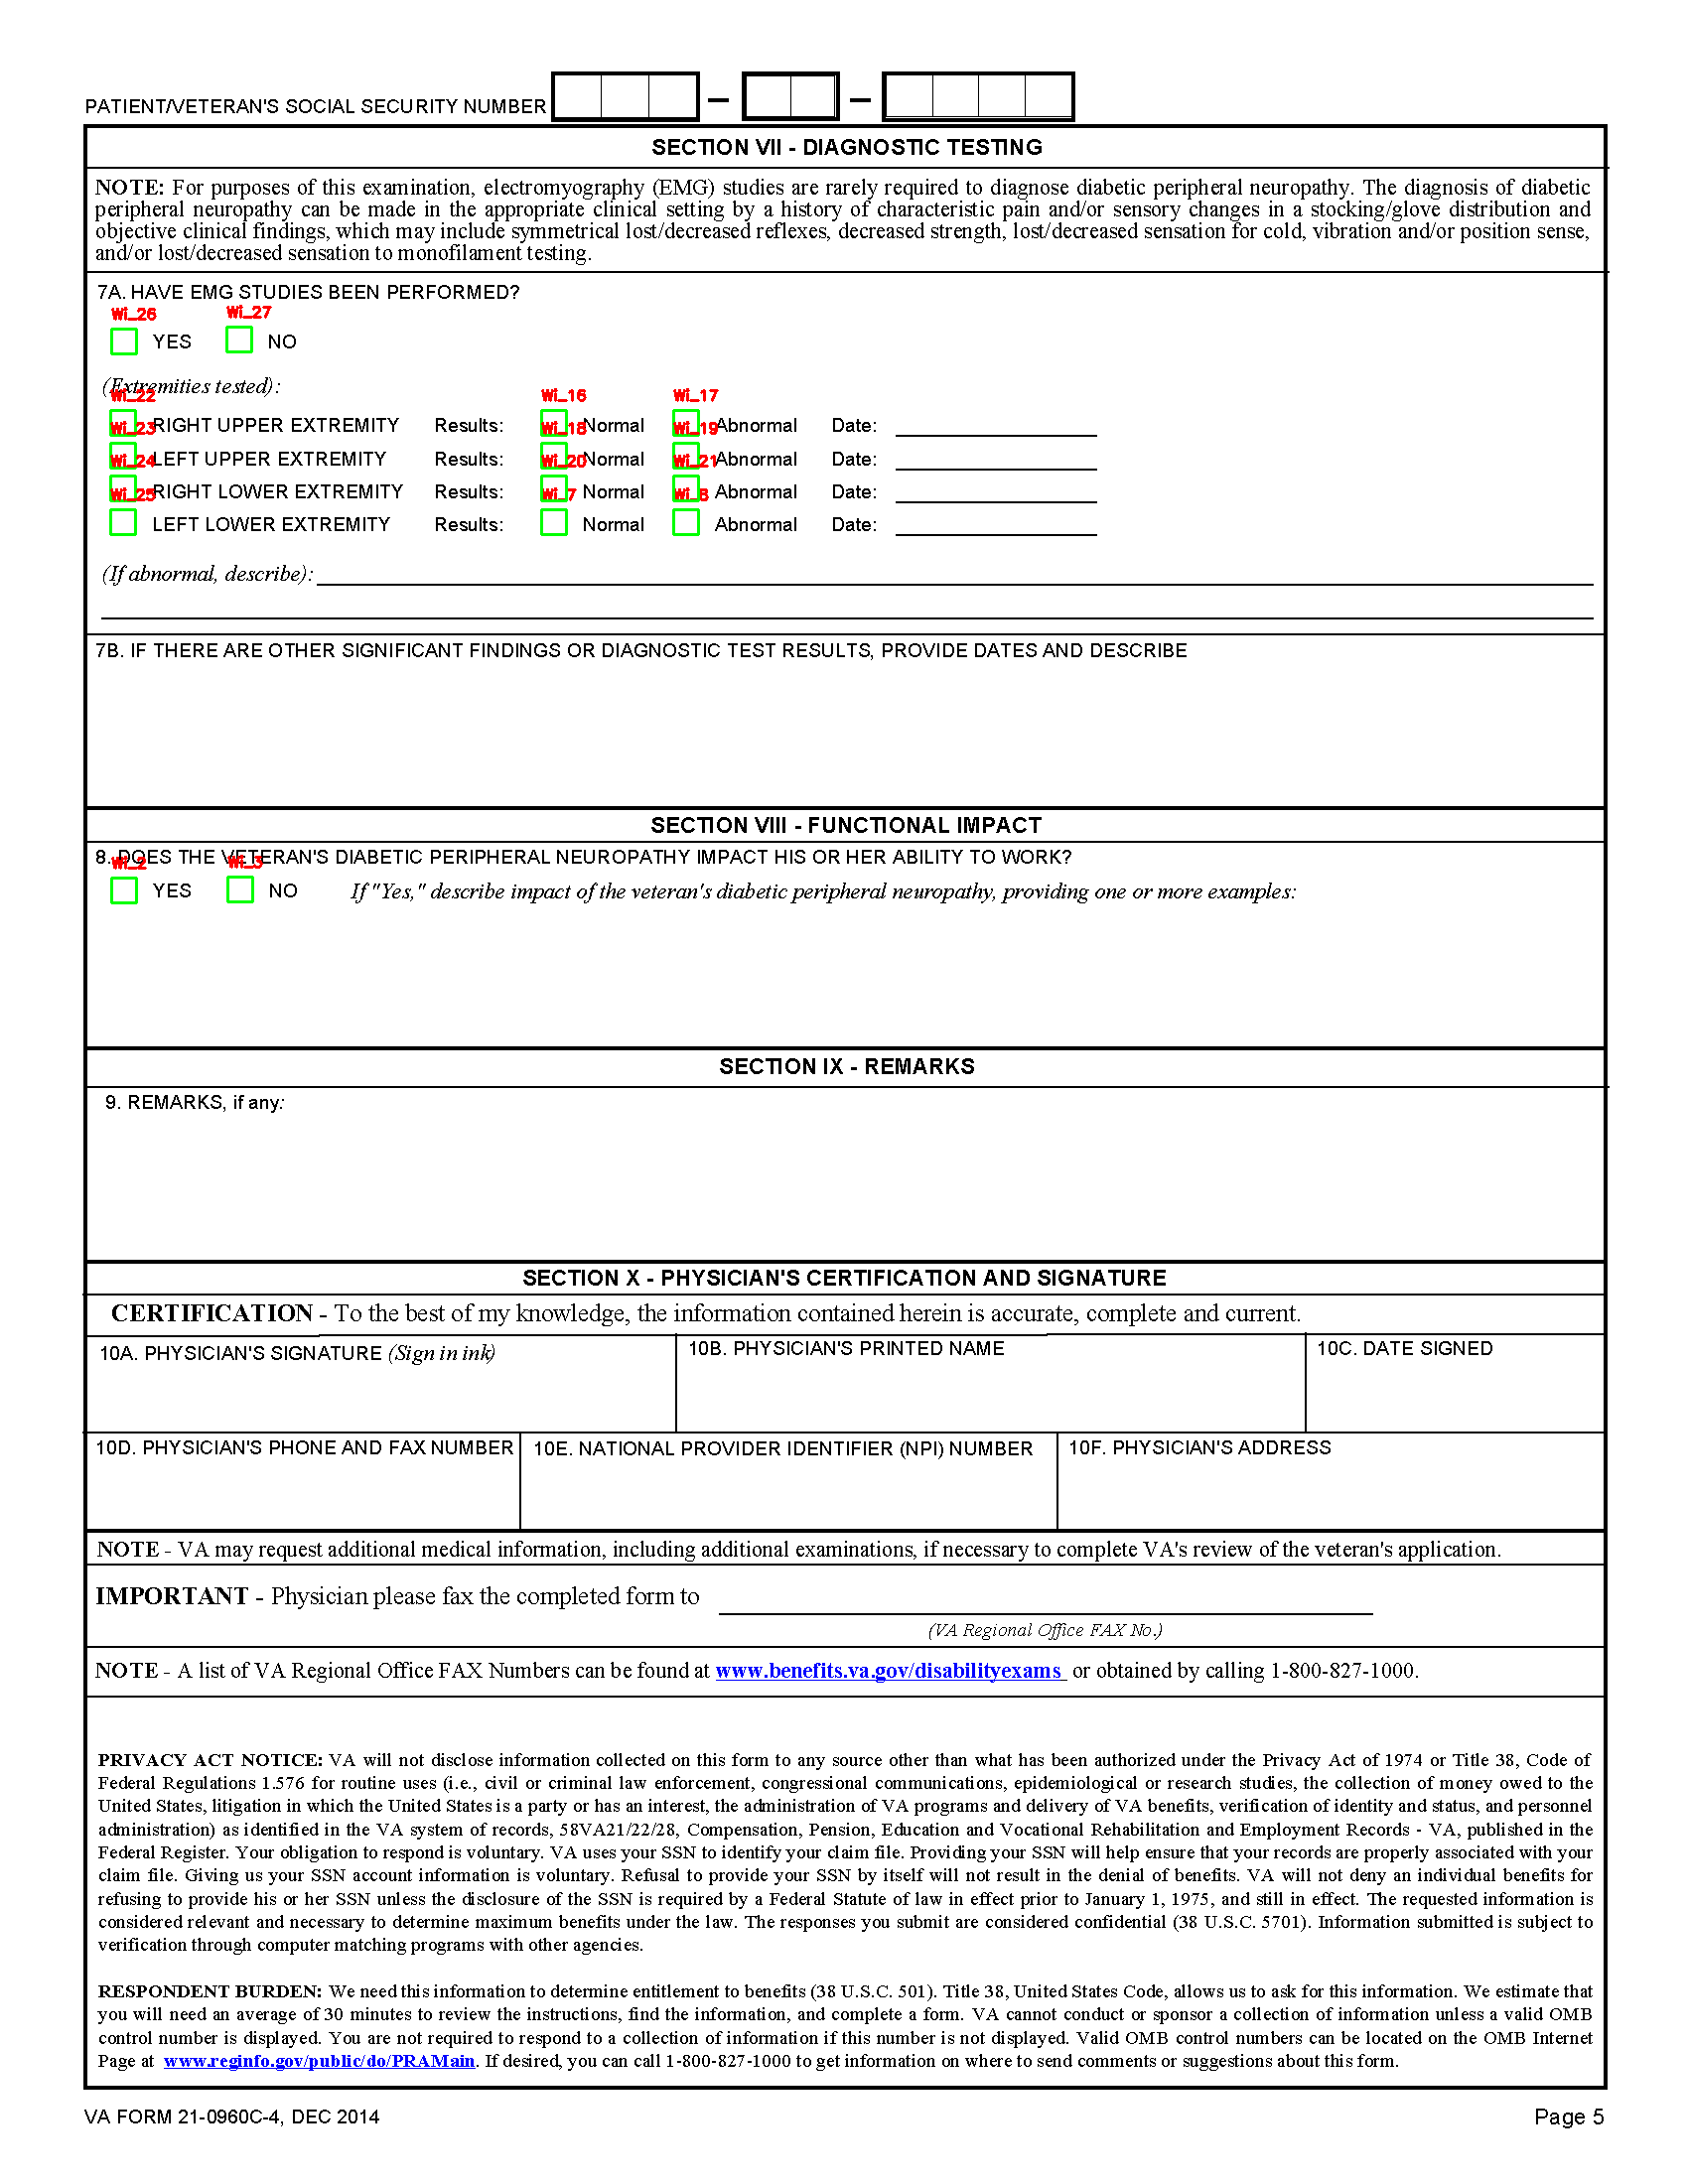 PATIENT/VETERAN'S SOCIAL SECURITY NUMBER
SECTION VII - DIAGNOSTIC TESTING
NOTE: For purposes of this examination, electromyography (EMG) studies are rarely required to diagnose diabetic peripheral neuropathy. The diagnosis of diabetic
peripheral neuropathy can be made in the appropriate clinical setting by a history of characteristic pain and/or sensory changes in a stocking/glove distribution and
objective clinical findings, which may include symmetrical lost/decreased reflexes, decreased strength, lost/decreased sensation for cold, vibration and/or position sense,
and/or lost/decreased sensation to monofilament testing.
7A. HAVE EMG STUDIES BEEN PERFORMED?
Wi_26 Wi_27
YES NO
(Extremities tested):
Wi_22 Wi_16 Wi_17
RIGHT UPPER EXTREMITY Results: Normal Abnormal Date:
Wi_23 Wi_18 Wi_19
LEFT UPPER EXTREMITY Results: Normal Abnormal Date:
Wi_24 Wi_20 Wi_21
RIGHT LOWER EXTREMITY Results: Normal Abnormal Date:
Wi_25 Wi_7 Wi_8
LEFT LOWER EXTREMITY Results: Normal Abnormal Date:
(If abnormal, describe):
7B. IF THERE ARE OTHER SIGNIFICANT FINDINGS OR DIAGNOSTIC TEST RESULTS, PROVIDE DATES AND DESCRIBE
SECTION VIII - FUNCTIONAL IMPACT
8. DOES THE VETERAN'S DIABETIC PERIPHERAL NEUROPATHY IMPACT HIS OR HER ABILITY TO WORK?
Wi_2 Wi_3
YES NO If "Yes," describe impact of the veteran's diabetic peripheral neuropathy, providing one or more examples:
SECTION IX - REMARKS
9. REMARKS, if any:
SECTION X - PHYSICIAN'S CERTIFICATION AND SIGNATURE
CERTIFICATION - To the best of my knowledge, the information contained herein is accurate, complete and current.
10A. PHYSICIAN'S SIGNATURE (Sign in ink) 10B. PHYSICIAN'S PRINTED NAME 10C. DATE SIGNED
10D. PHYSICIAN'S PHONE AND FAX NUMBER 10E. NATIONAL PROVIDER IDENTIFIER (NPI) NUMBER 10F. PHYSICIAN'S ADDRESS
NOTE - VA may request additional medical information, including additional examinations, if necessary to complete VA's review of the veteran's application.
IMPORTANT - Physician please fax the completed form to
(VA Regional Office FAX No.)
NOTE - A list of VA Regional Office FAX Numbers can be found at www.benefits.va.gov/disabilityexams or obtained by calling 1-800-827-1000.
PRIVACY ACT NOTICE: VA will not disclose information collected on this form to any source other than what has been authorized under the Privacy Act of 1974 or Title 38, Code of
Federal Regulations 1.576 for routine uses (i.e., civil or criminal law enforcement, congressional communications, epidemiological or research studies, the collection of money owed to the
United States, litigation in which the United States is a party or has an interest, the administration of VA programs and delivery of VA benefits, verification of identity and status, and personnel
administration) as identified in the VA system of records, 58VA21/22/28, Compensation, Pension, Education and Vocational Rehabilitation and Employment Records - VA, published in the
Federal Register. Your obligation to respond is voluntary. VA uses your SSN to identify your claim file. Providing your SSN will help ensure that your records are properly associated with your
claim file. Giving us your SSN account information is voluntary. Refusal to provide your SSN by itself will not result in the denial of benefits. VA will not deny an individual benefits for
refusing to provide his or her SSN unless the disclosure of the SSN is required by a Federal Statute of law in effect prior to January 1, 1975, and still in effect. The requested information is
considered relevant and necessary to determine maximum benefits under the law. The responses you submit are considered confidential (38 U.S.C. 5701). Information submitted is subject to
verification through computer matching programs with other agencies.
RESPONDENT BURDEN: We need this information to determine entitlement to benefits (38 U.S.C. 501). Title 38, United States Code, allows us to ask for this information. We estimate that
you will need an average of 30 minutes to review the instructions, find the information, and complete a form. VA cannot conduct or sponsor a collection of information unless a valid OMB
control number is displayed. You are not required to respond to a collection of information if this number is not displayed. Valid OMB control numbers can be located on the OMB Internet
Page at www.reginfo.gov/public/do/PRAMain. If desired, you can call 1-800-827-1000 to get information on where to send comments or suggestions about this form.
VA FORM 21-0960C-4, DEC 2014 Page 5